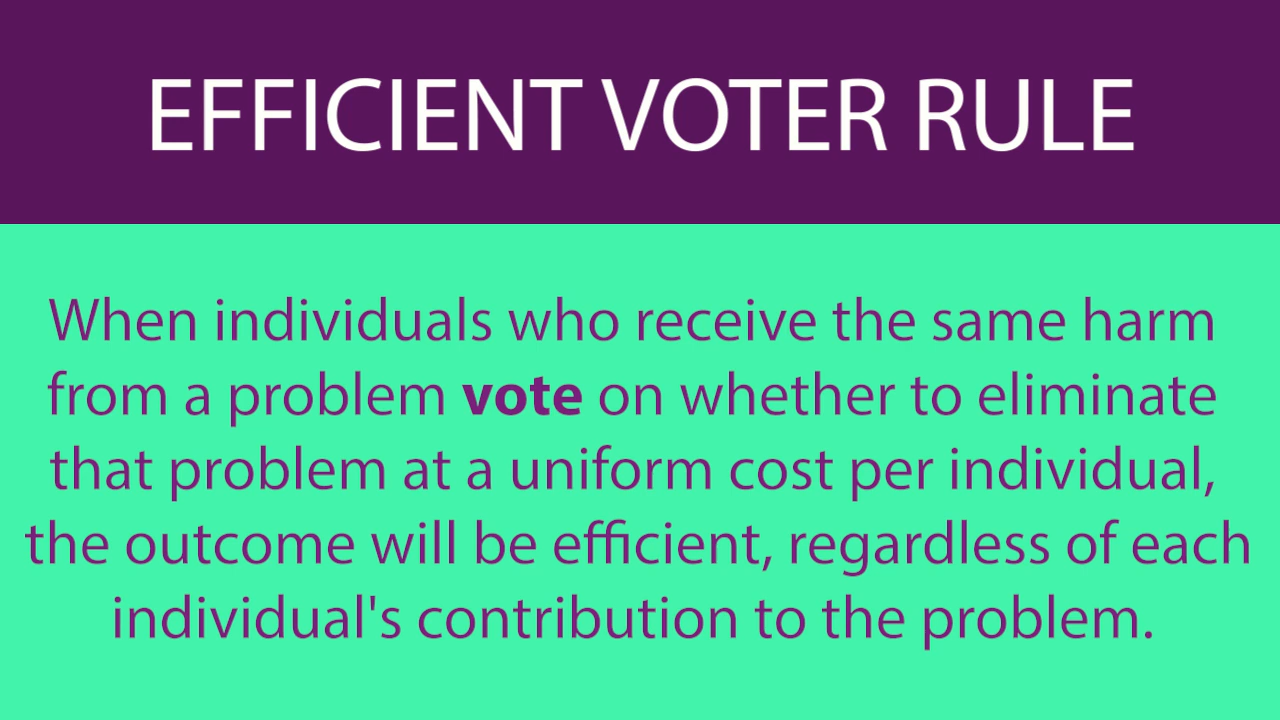 EFFICIENT VOTER RULE
When individuals who receive the same harm
from a problem vote on whether to eliminate
that problem at a uniform cost per individual,
the outcome will be efficient, regardless of each
individual's contribution to the problem.